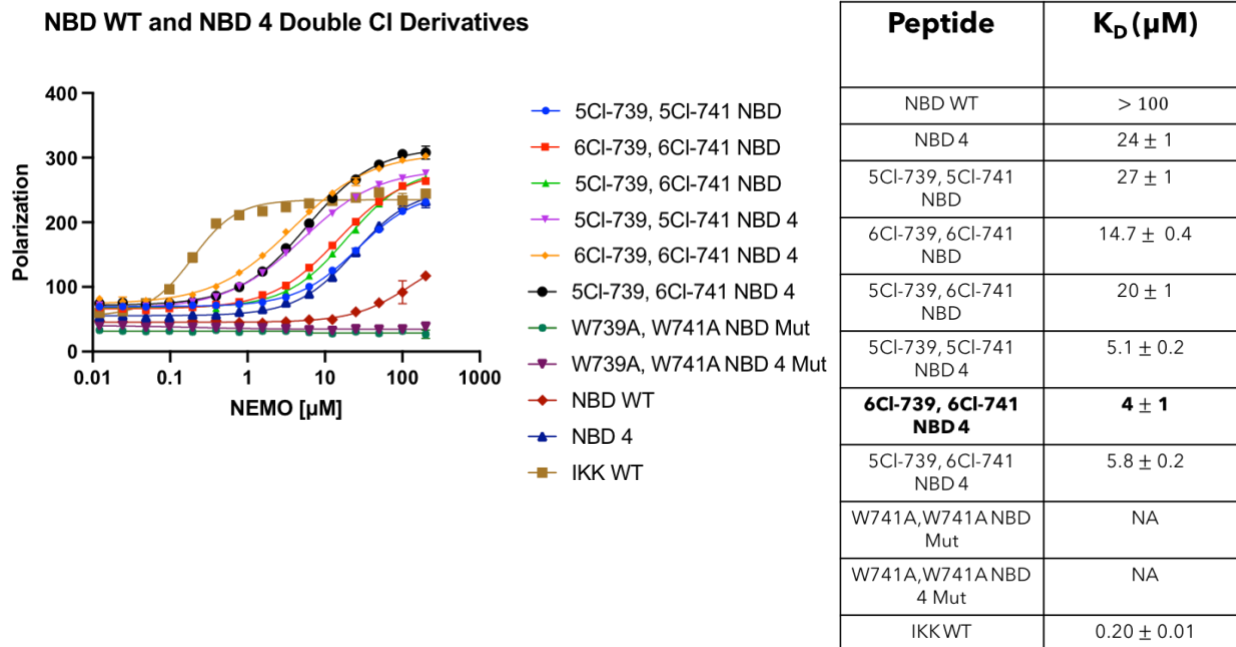 NBD WT and NBD 4 Double Cl Derivatives
400
300
200
100
0
Polarization
0.01
0.1
1
10
100
1000
NEMO [µM]
5Cl-739, 5Cl-741 NBD
6Cl-739, 6Cl-741 NBD
5Cl-739, 6Cl-741 NBD
5Cl-739, 5Cl-741 NBD 4
6Cl-739, 6Cl-741 NBD 4
5Cl-739, 6Cl-741 NBD 4
W739A, W741A NBD Mut
W739A, W741A NBD 4 Mut
NBD WT
NBD 4
IKK WT
Peptide
K_D (µM)
NBD WT
> 100
NBD 4
24 ± 1
5Cl-739, 5Cl-741
NBD
27 ± 1
6Cl-739, 6Cl-741
NBD
14.7 ± 0.4
5Cl-739, 6Cl-741
NBD
20 ± 1
5Cl-739, 5Cl-741
NBD 4
5.1 ± 0.2
6Cl-739, 6Cl-741
NBD 4
4 ± 1
5Cl-739, 6Cl-741
NBD 4
5.8 ± 0.2
W741A,W741A NBD
Mut
NA
W741A,W741A NBD
4 Mut
NA
IKK WT
0.20 ± 0.01